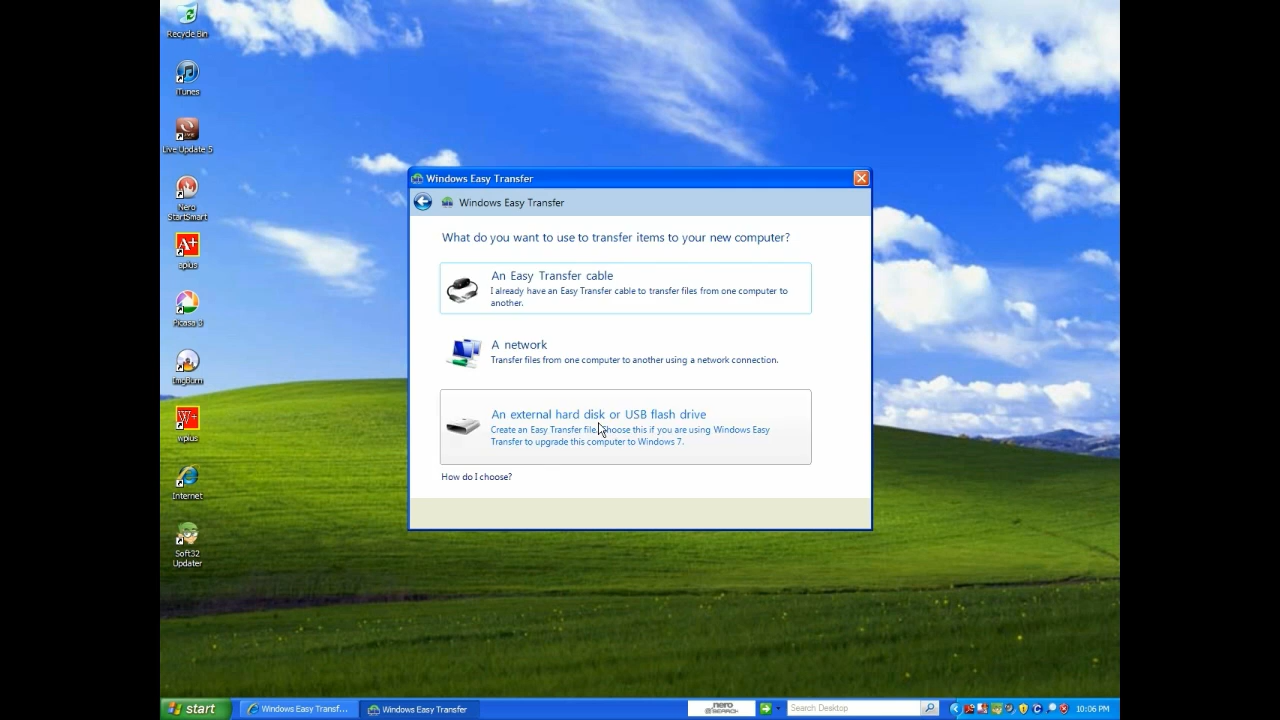 Recycle Bin
iTunes
Live Update 5
Nero
StartSmart
A+
aplus
Picasa 3
ImgBurn
W+
wplus
Internet
Soft32
Updater
Windows Easy Transfer
Windows Easy Transfer
What do you want to use to transfer items to your new computer?
An Easy Transfer cable
I already have an Easy Transfer cable to transfer files from one computer to
another.
A network
Transfer files from one computer to another using a network connection.
An external hard disk or USB flash drive
Create an Easy Transfer file. Choose this if you are using Windows Easy
Transfer to upgrade this computer to Windows 7.
How do I choose?
start
Windows Easy Transf...
Windows Easy Transfer
nero
SEARCH
Search Desktop
10:06 PM